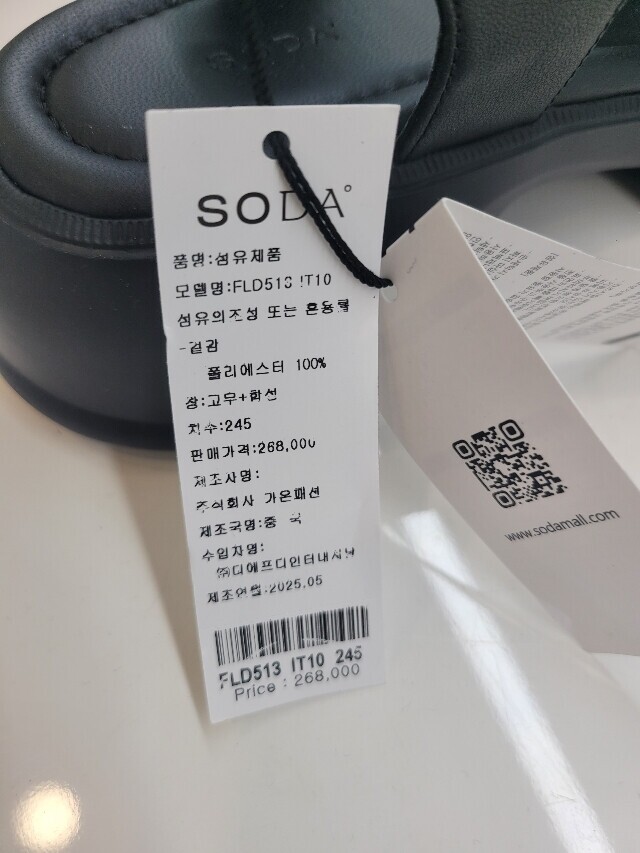 SODA
품명:섬유제품
모델명:FLD513 IT10
섬유의조성 또는 혼용률
-겉감
폴리에스터 100%
창:고무+합성
치수:245
판매가격:268,000
제조사명:
주식회사 가온패션
제조국명:중 국
수입자명:
㈜디에프디인터내셔날
제조연월:2025.05
FLD513 IT10 245
Price : 268,000
www.sodamall.com